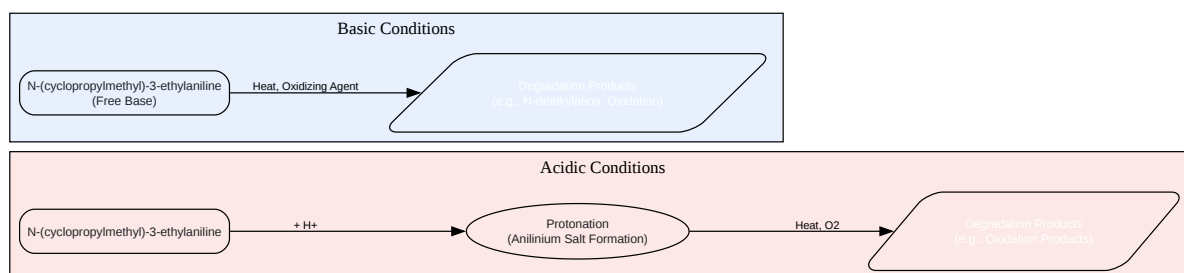 Basic Conditions
N-(cyclopropylmethyl)-3-ethylaniline
(Free Base)
Heat, Oxidizing Agent
Degradation Products
(e.g., N-dealkylation, Oxidation)
Acidic Conditions
N-(cyclopropylmethyl)-3-ethylaniline
+ H+
Protonation
(Anilinium Salt Formation)
Heat, O2
Degradation Products
(e.g., Oxidation Products)